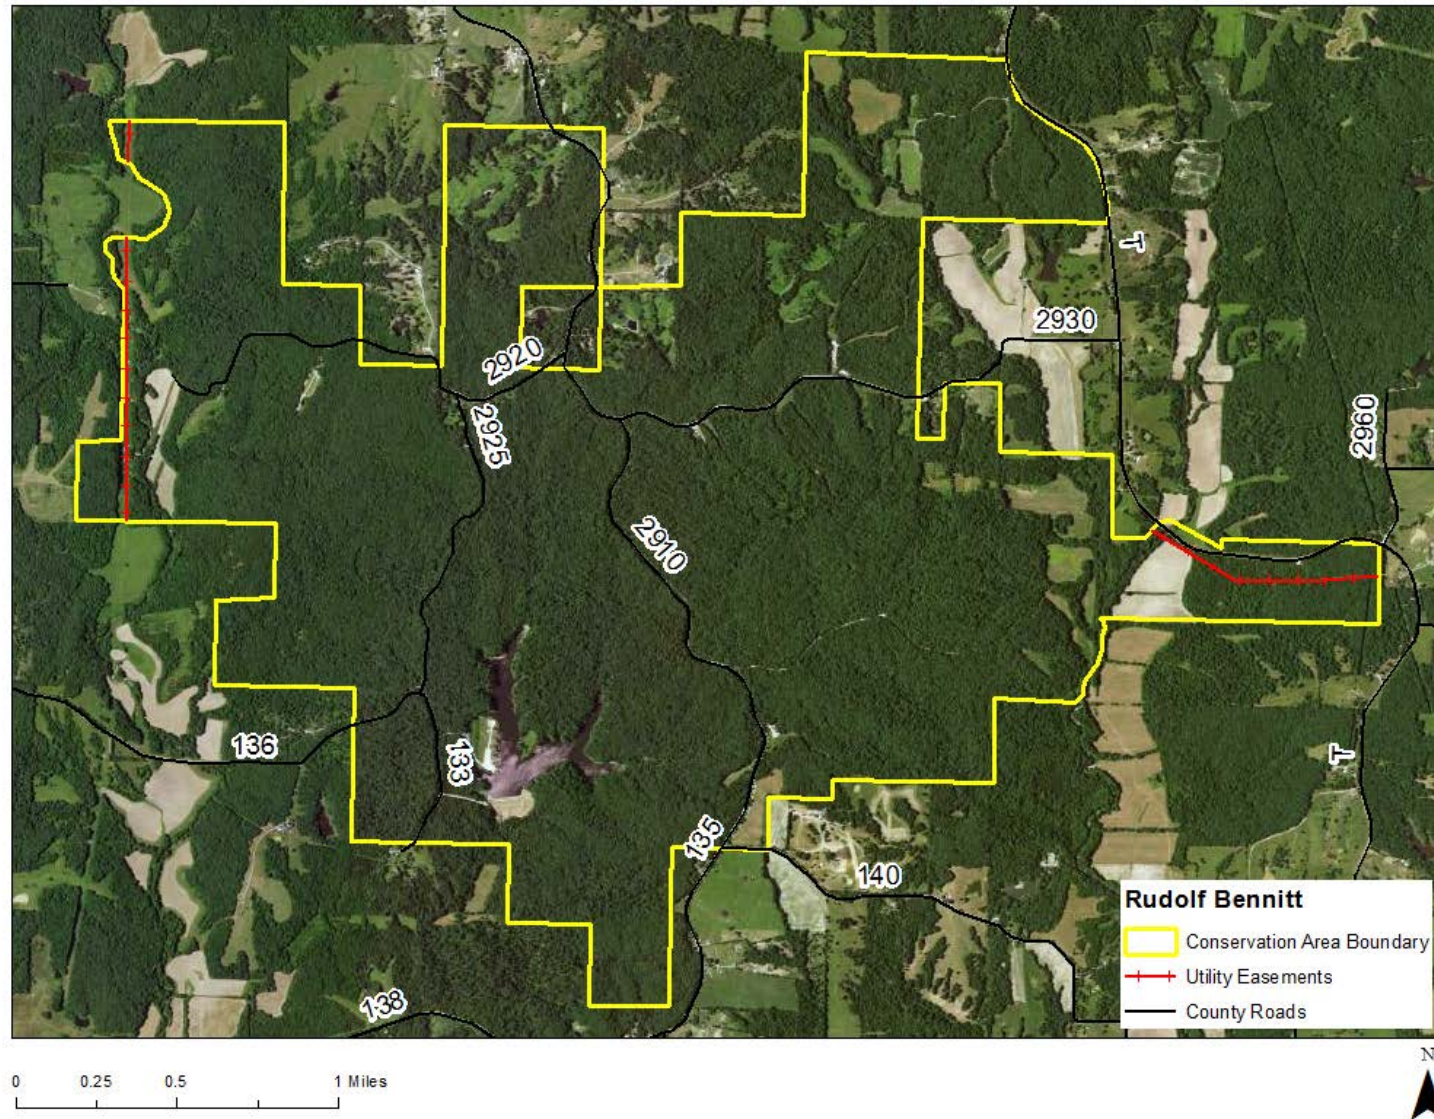 T
2930
2920
2925
2960
2910
136
133
135
140
T
138
Rudolf Bennitt
Conservation Area Boundary
Utility Easements
County Roads
N
0 0.25 0.5 1 Miles